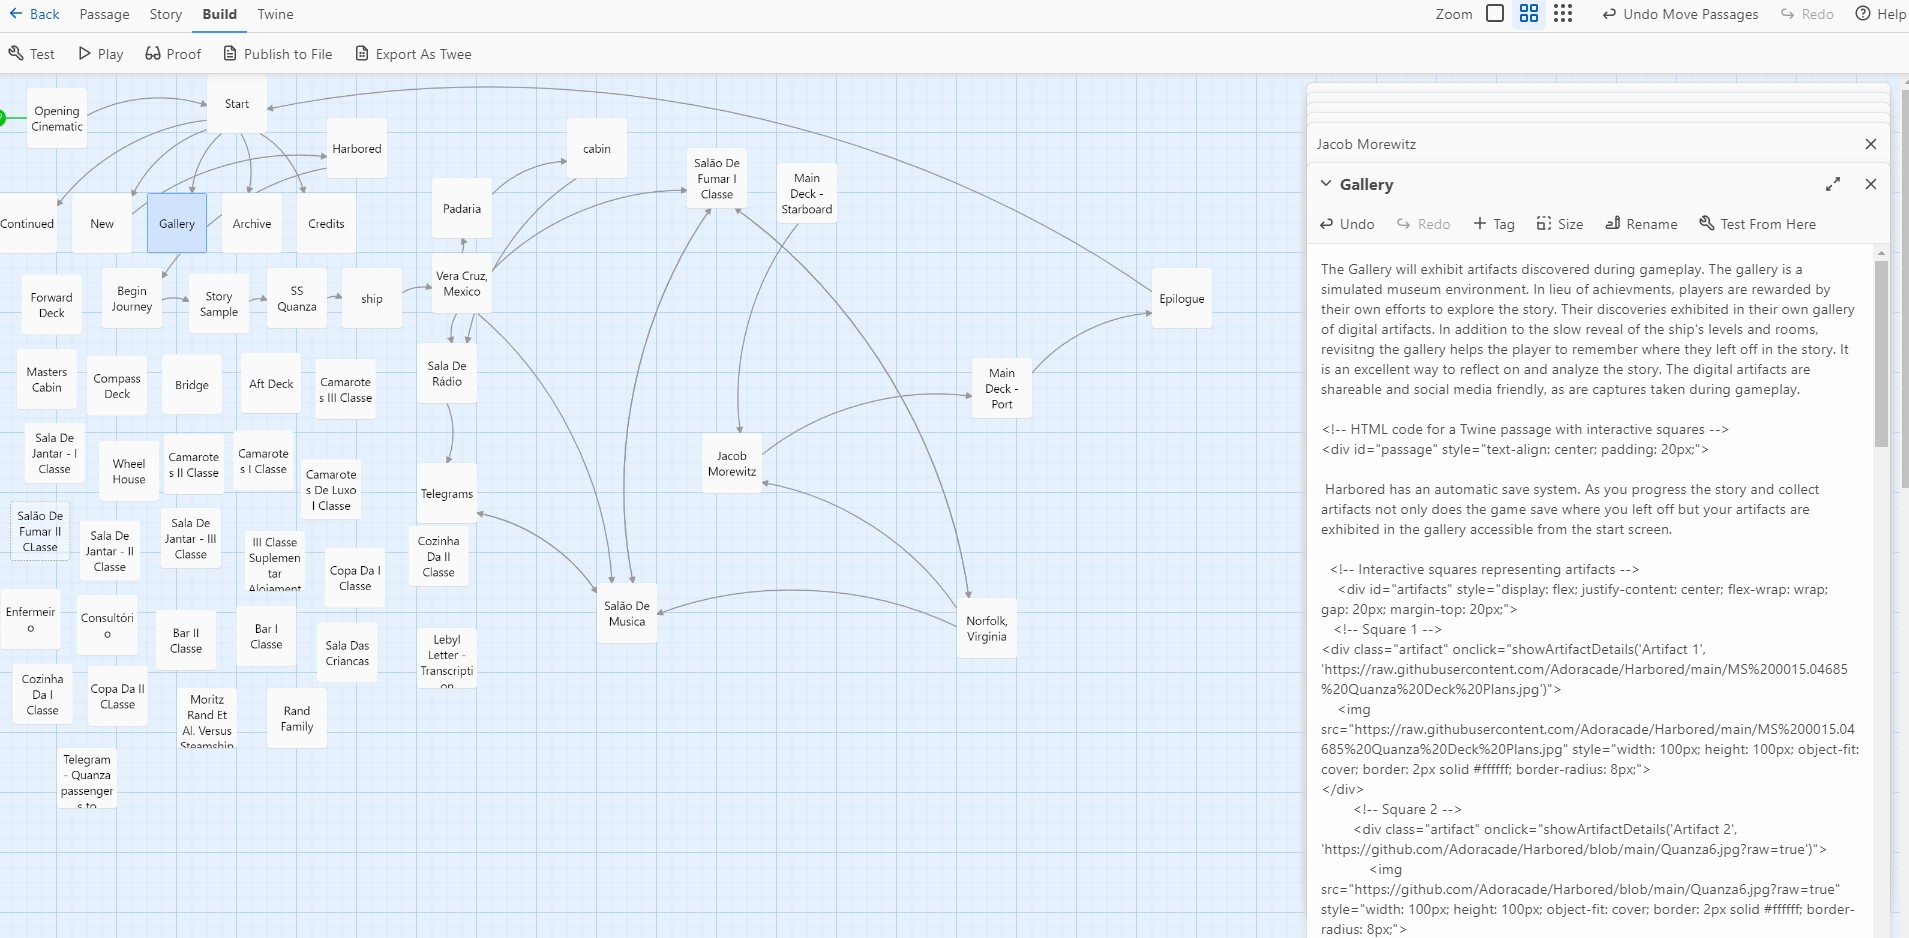 Back Passage Story Build Twine Zoom Undo Move Passages Redo Help
Test Play Proof Publish to File Export As Twee
Opening
Cinematic
Start
Harbored
cabin
Salão De
Fumar I
Classe
Main
Deck -
Starboard
Padaria
Continued
New
Gallery
Archive
Credits
Forward
Deck
Begin
Journey
Story
Sample
SS
Quanza
ship
Vera Cruz,
Mexico
Epilogue
Masters
Cabin
Compass
Deck
Bridge
Aft Deck
Camarote
s III Classe
Sala De
Rádio
Main
Deck -
Port
Sala De
Jantar - I
Classe
Wheel
House
Camarote
s II Classe
Camarote
s I Classe
Camarote
s De Luxo
I Classe
Telegrams
Jacob
Morewitz
Salão De
Fumar II
CLasse
Sala De
Jantar - II
Classe
Sala De
Jantar - III
Classe
III Classe
Suplemen
tar
Alojament
Copa Da I
Classe
Cozinha
Da II
Classe
Enfermeir
o
Consultóri
o
Bar II
Classe
Bar I
Classe
Sala Das
Criancas
Lebyl
Letter -
Transcripti
on
Salão De
Musica
Norfolk,
Virginia
Cozinha
Da I
Classe
Copa Da II
CLasse
Moritz
Rand Et
Al. Versus
Steamship
Rand
Family
Telegram
- Quanza
passenger
s to
Jacob Morewitz
Gallery
Undo Redo Tag Size Rename Test From Here
The Gallery will exhibit artifacts discovered during gameplay. The gallery is a
simulated museum environment. In lieu of achievments, players are rewarded by
their own efforts to explore the story. Their discoveries exhibited in their own gallery
of digital artifacts. In addition to the slow reveal of the ship's levels and rooms,
revisitng the gallery helps the player to remember where they left off in the story. It
is an excellent way to reflect on and analyze the story. The digital artifacts are
shareable and social media friendly, as are captures taken during gameplay.
<!-- HTML code for a Twine passage with interactive squares -->
<div id="passage" style="text-align: center; padding: 20px;">
Harbored has an automatic save system. As you progress the story and collect
artifacts not only does the game save where you left off but your artifacts are
exhibited in the gallery accessible from the start screen.
<!-- Interactive squares representing artifacts -->
<div id="artifacts" style="display: flex; justify-content: center; flex-wrap: wrap;
gap: 20px; margin-top: 20px;">
<!-- Square 1 -->
<div class="artifact" onclick="showArtifactDetails('Artifact 1',
'https://raw.githubusercontent.com/Adoracade/Harbored/main/MS%200015.04685
%20Quanza%20Deck%20Plans.jpg')">
<img
src="https://raw.githubusercontent.com/Adoracade/Harbored/main/MS%200015.04
685%20Quanza%20Deck%20Plans.jpg" style="width: 100px; height: 100px; object-fit:
cover; border: 2px solid #ffffff; border-radius: 8px;">
</div>
<!-- Square 2 -->
<div class="artifact" onclick="showArtifactDetails('Artifact 2',
'https://github.com/Adoracade/Harbored/blob/main/Quanza6.jpg?raw=true')">
<img
src="https://github.com/Adoracade/Harbored/blob/main/Quanza6.jpg?raw=true"
style="width: 100px; height: 100px; object-fit: cover; border: 2px solid #ffffff; border-
radius: 8px;">